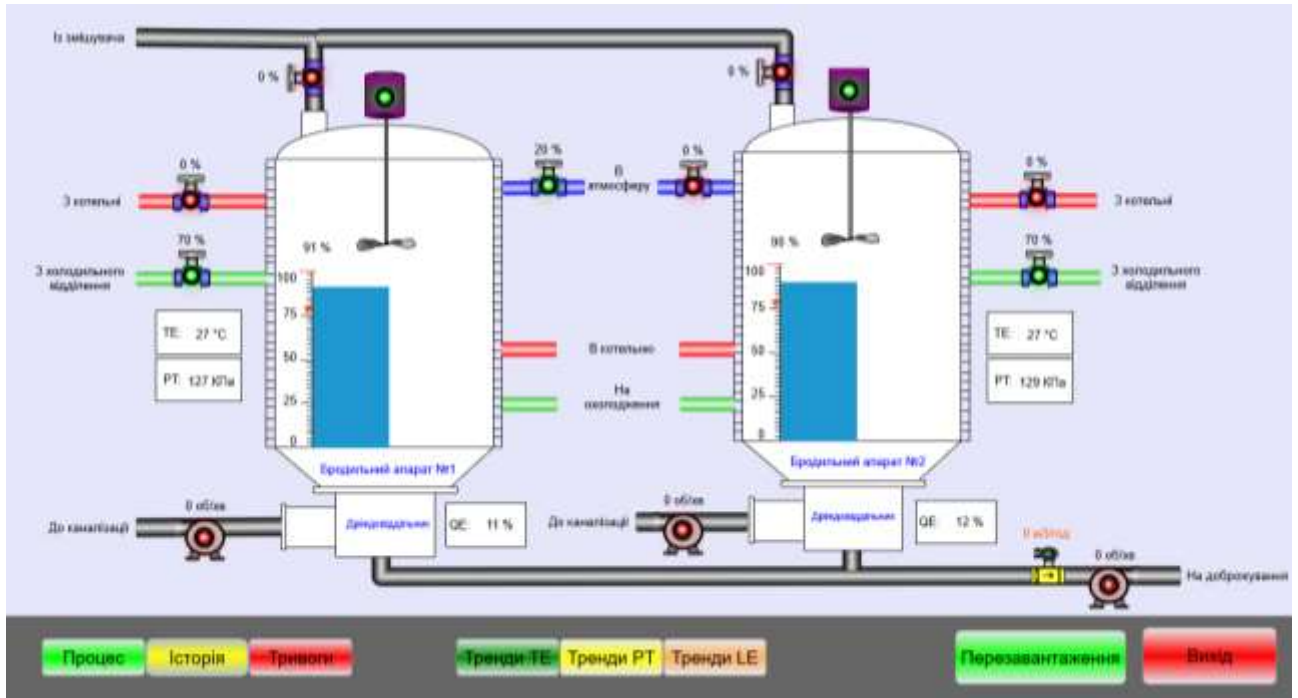 Із змішувача
0 %
0 %
0 %
20 %
В атмосферу
0 %
0 %
З котельні
З котельні
70 %
91 %
90 %
70 %
З холодильного
відділення
З холодильного
відділення
100
75
50
25
0
100
75
50
25
0
TE: 27 °C
PT: 127 КПа
TE: 27 °C
PT: 129 КПа
В котельню
На
охолодження
Бродильний апарат №1
Бродильний апарат №2
0 об/хв
0 об/хв
До каналізації
До каналізації
Дріждовіддільник
Дріждовіддільник
QE: 11 %
QE: 12 %
0 об/хв
На доброжування
Процес
Історія
Тривоги
Тренди TE
Тренди PT
Тренди LE
Перезавантаження
Вихід